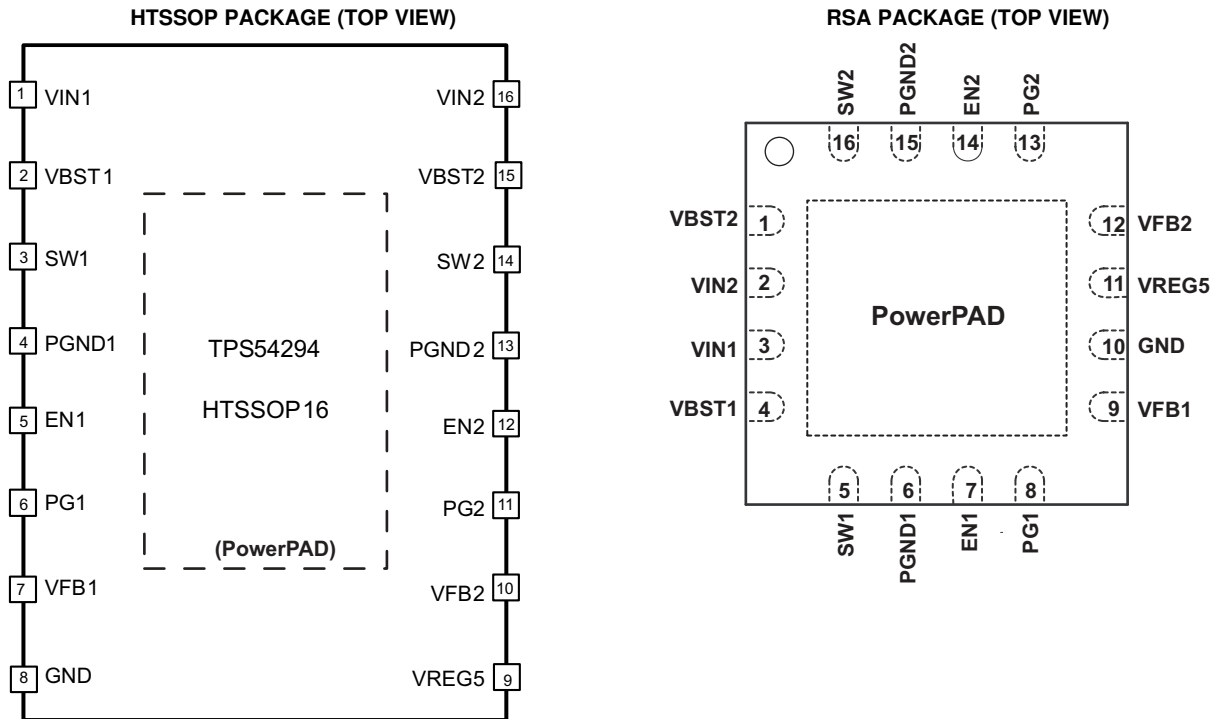 HTSSOP PACKAGE (TOP VIEW)
1 VIN1
2 VBST1
3 SW1
4 PGND1
5 EN1
6 PG1
7 VFB1
8 GND
TPS54294
HTSSOP16
(PowerPAD)
VIN2 16
VBST2 15
SW2 14
PGND2 13
EN2 12
PG2 11
VFB2 10
VREG5 9
RSA PACKAGE (TOP VIEW)
SW2 PGND2 EN2 PG2
16 15 14 13
VBST2 1
VIN2 2
VIN1 3
VBST1 4
PowerPAD
12 VFB2
11 VREG5
10 GND
9 VFB1
5 6 7 8
SW1 PGND1 EN1 PG1